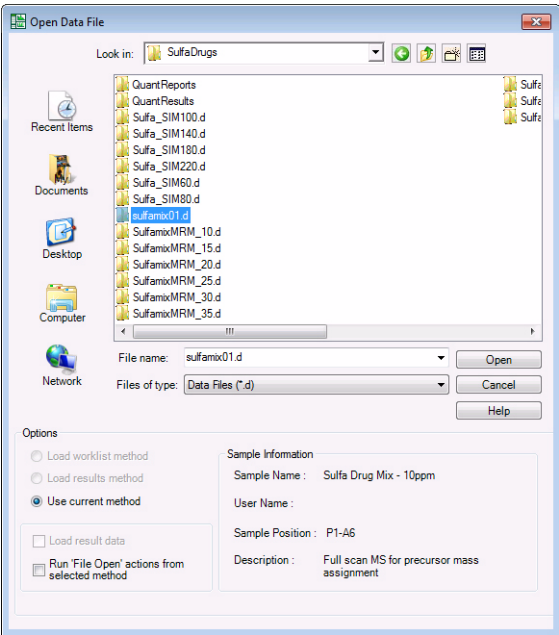 Open Data File
Look in: SulfaDrugs
Recent Items
Documents
Desktop
Computer
Network
QuantReports
QuantResults
Sulfa_SIM100.d
Sulfa_SIM140.d
Sulfa_SIM180.d
Sulfa_SIM220.d
Sulfa_SIM60.d
Sulfa_SIM80.d
sulfamix01.d
SulfamixMRM_10.d
SulfamixMRM_15.d
SulfamixMRM_20.d
SulfamixMRM_25.d
SulfamixMRM_30.d
SulfamixMRM_35.d
Sulfa
Sulfa
Sulfa
File name: sulfamix01.d
Open
Files of type: Data Files (*.d)
Cancel
Help
Options
Load worklist method
Load results method
Use current method
Load result data
Run 'File Open' actions from
selected method
Sample Information
Sample Name : Sulfa Drug Mix - 10ppm
User Name :
Sample Position : P1-A6
Description : Full scan MS for precursor mass
assignment